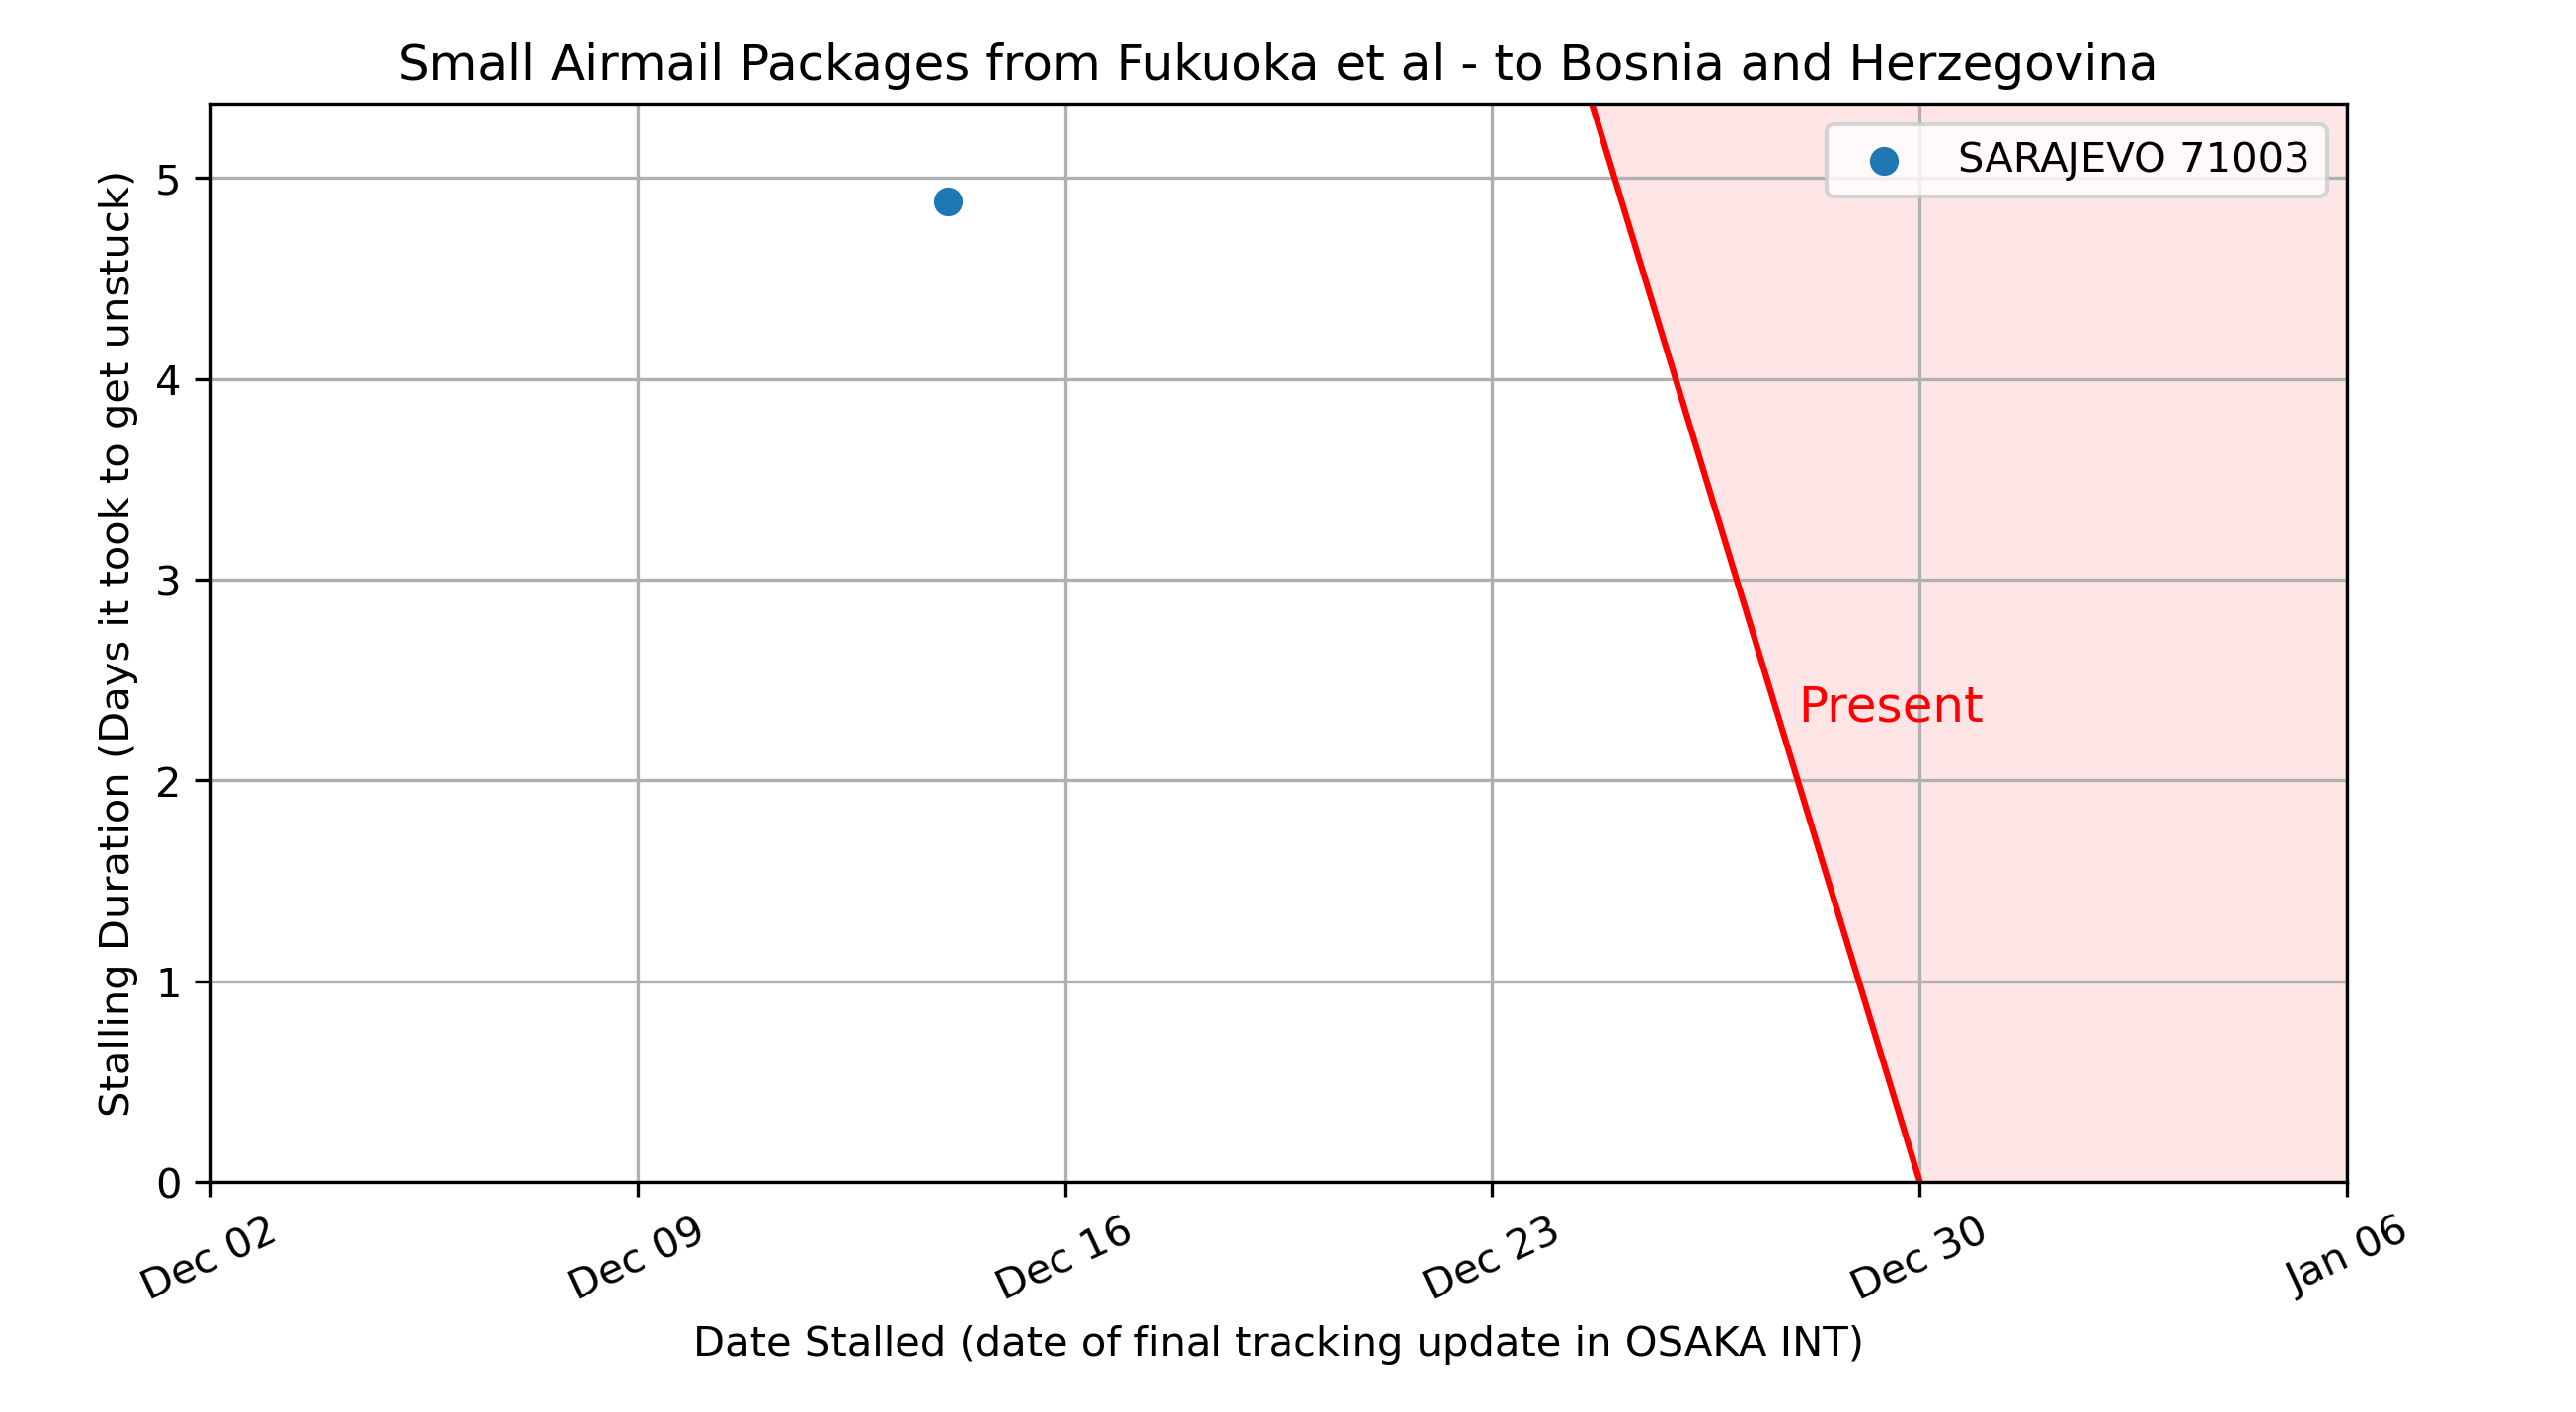 Small Airmail Packages from Fukuoka et al - to Bosnia and Herzegovina
SARAJEVO 71003
Stalling Duration (Days it took to get unstuck)
5
4
3
2
1
0
Present
Dec 02
Dec 09
Dec 16
Dec 23
Dec 30
Jan 06
Date Stalled (date of final tracking update in OSAKA INT)